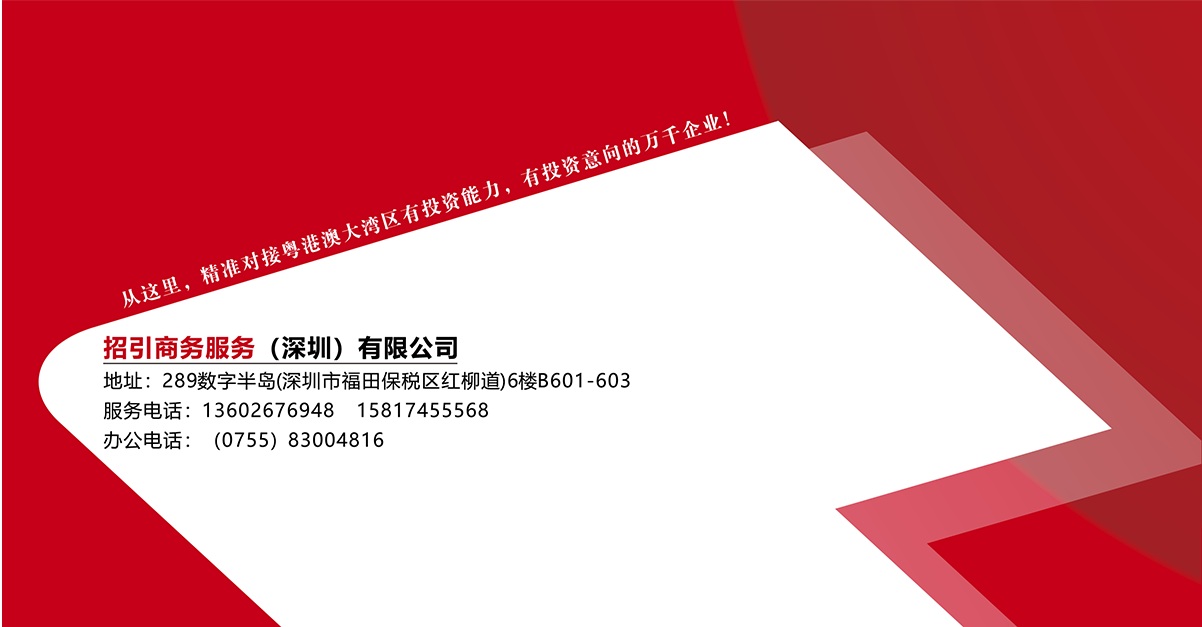 从这里，精准对接粤港澳大湾区有投资能力，有投资意向的万千企业！
招引商务服务（深圳）有限公司
地址：289数字半岛(深圳市福田保税区红柳道)6楼B601-603
服务电话：13602676948 15817455568
办公电话：（0755）83004816